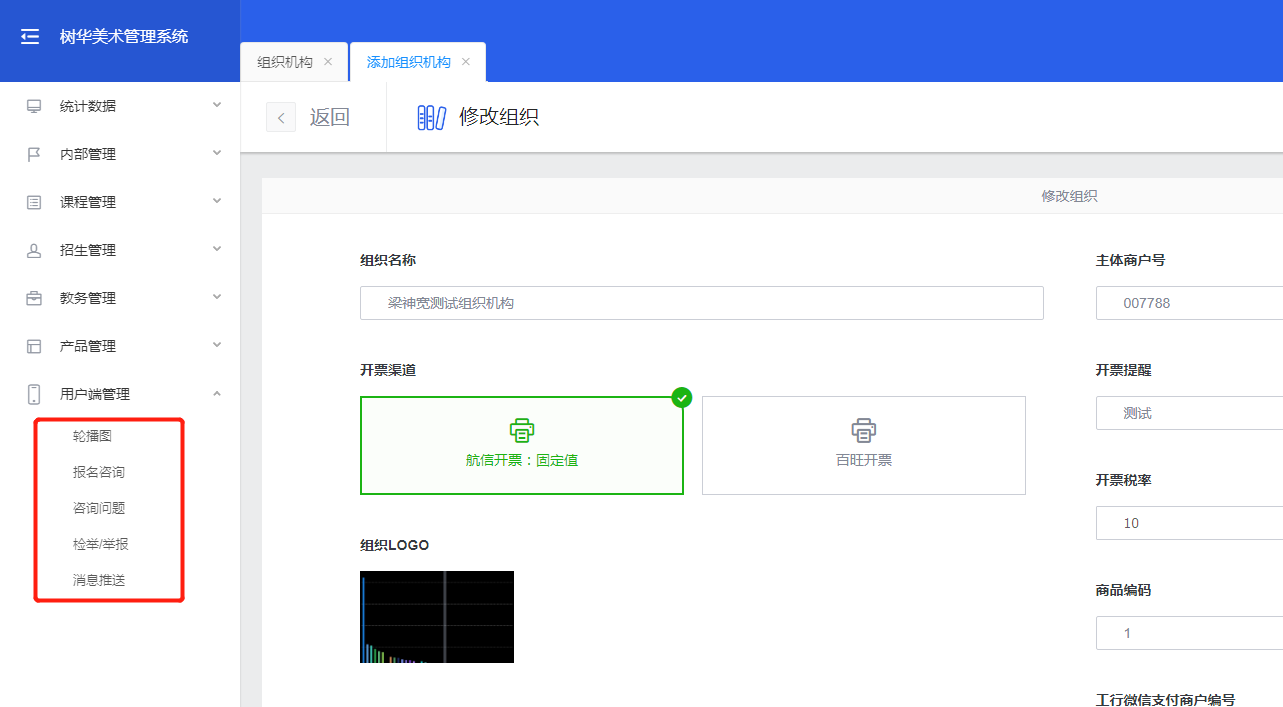 树华美术管理系统
组织机构
添加组织机构
统计数据
内部管理
课程管理
招生管理
教务管理
产品管理
用户端管理
轮播图
报名咨询
咨询问题
检举/举报
消息推送
返回
修改组织
修改组织
组织名称
梁神宽测试组织机构
主体商户号
007788
开票渠道
航信开票：固定值
百旺开票
开票提醒
测试
开票税率
10
组织LOGO
商品编码
1
工行微信支付商户编号